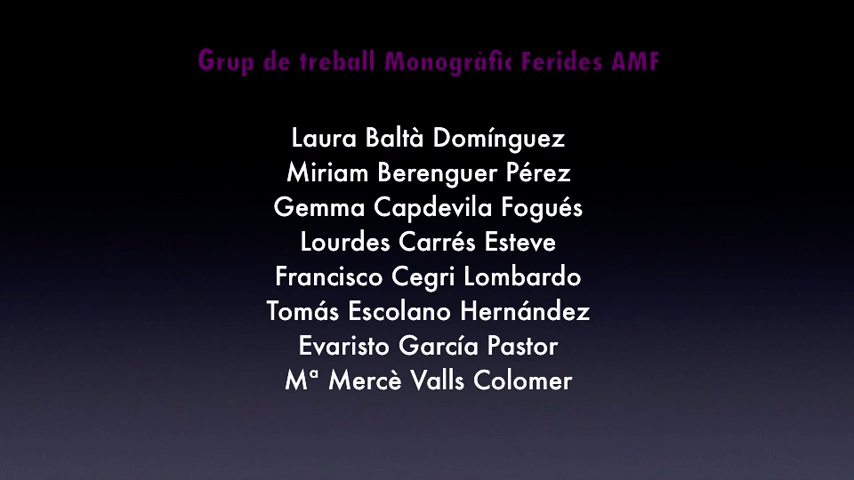 Grup de treball Monogràfic Ferides AMF
Laura Baltà Domínguez
Miriam Berenguer Pérez
Gemma Capdevila Fogués
Lourdes Carrés Esteve
Francisco Cegri Lombardo
Tomás Escolano Hernández
Evaristo García Pastor
Mª Mercè Valls Colomer